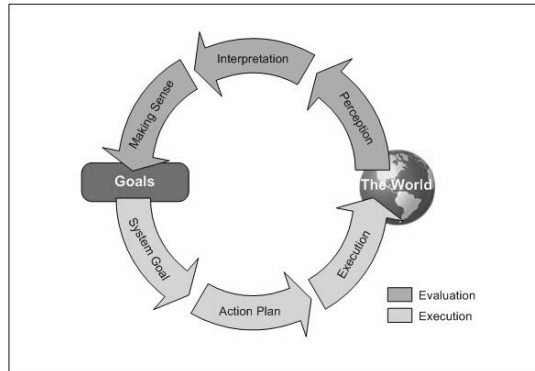 Interpretation
Making Sense
Perception
Goals
The World
System Goal
Execution
Action Plan
Evaluation
Execution